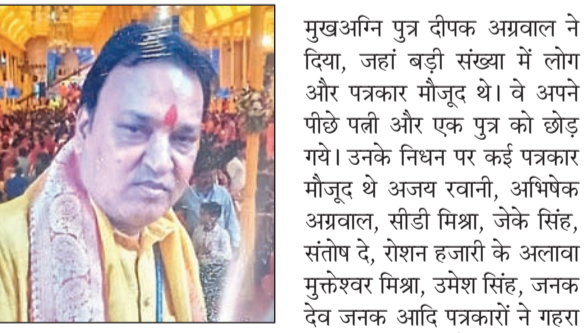 मुखअग्नि पुत्र दीपक अग्रवाल ने
दिया, जहां बड़ी संख्या में लोग
और पत्रकार मौजूद थे। वे अपने
पीछे पत्नी और एक पुत्र को छोड़
गये। उनके निधन पर कई पत्रकार
मौजूद थे अजय रवानी, अभिषेक
अग्रवाल, सीडी मिश्रा, जेके सिंह,
संतोष दे, रोशन हजारी के अलावा
मुक्तेश्वर मिश्रा, उमेश सिंह, जनक
देव जनक आदि पत्रकारों ने गहरा